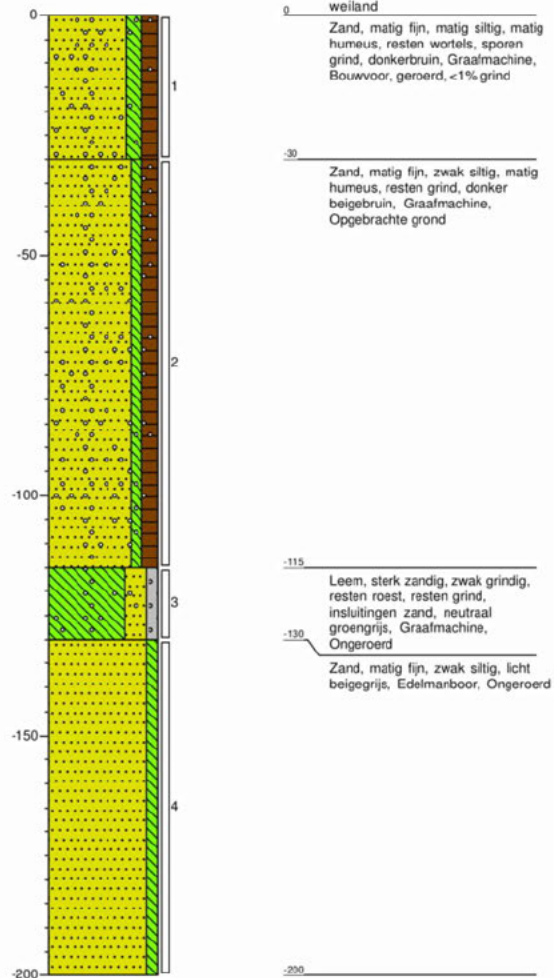 0
-50
-100
-150
-200
1
2
3
4
0
weiland
Zand, matig fijn, matig siltig, matig
humeus, resten wortels, sporen
grind, donkerbruin, Graafmachine,
Bouwvoor, geroerd, <1% grind
-30
Zand, matig fijn, zwak siltig, matig
humeus, resten grind, donker
beigebruin, Graafmachine,
Opgebrachte grond
-115
Leem, sterk zandig, zwak grindig,
resten roest, resten grind,
insluitingen zand, neutraal
groengrijs, Graafmachine,
Ongeroerd
-130
Zand, matig fijn, zwak siltig, licht
beigegrijs, Edelmanboor, Ongeroerd
-200